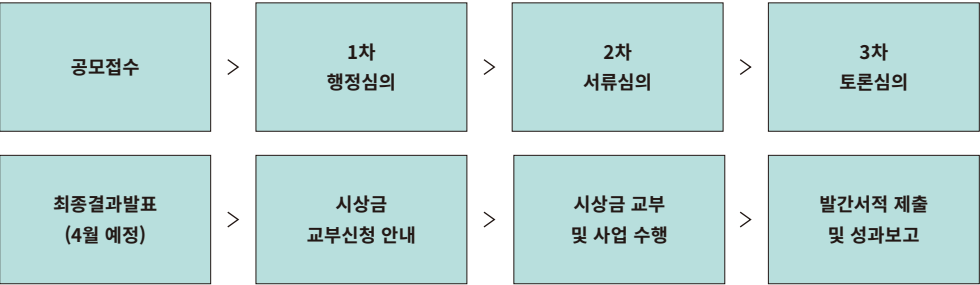 공모접수
>
1차
행정심의
>
2차
서류심의
>
3차
토론심의
최종결과발표
(4월 예정)
>
시상금
교부신청 안내
>
시상금 교부
및 사업 수행
>
발간서적 제출
및 성과보고